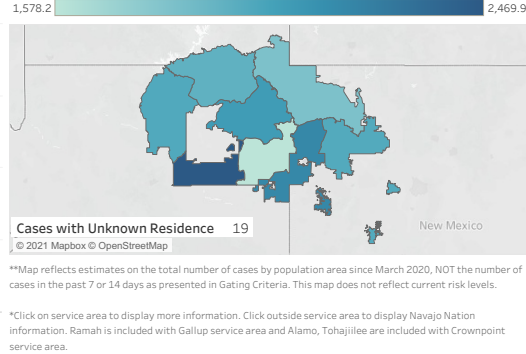 1,578.2 2,469.9
New Mexico
Cases with Unknown Residence 19
© 2021 Mapbox © OpenStreetMap
**Map reflects estimates on the total number of cases by population area since March 2020, NOT the number of
cases in the past 7 or 14 days as presented in Gating Criteria. This map does not reflect current risk levels.
*Click on service area to display more information. Click outside service area to display Navajo Nation
information. Ramah is included with Gallup service area and Alamo, Tohajiilee are included with Crownpoint
service area.